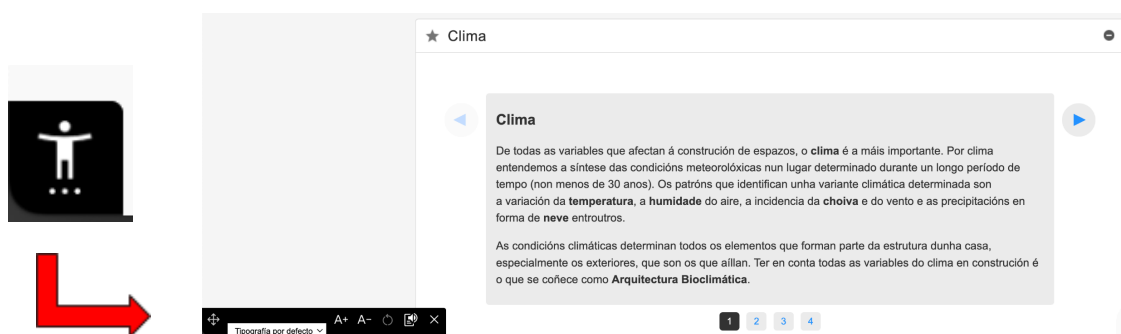 Clima
Clima
De todas as variables que afectan á construción de espazos, o clima é a máis importante. Por clima
entendemos a síntese das condicións meteorolóxicas nun lugar determinado durante un longo período de
tempo (non menos de 30 anos). Os patróns que identifican unha variante climática determinada son
a variación da temperatura, a humidade do aire, a incidencia da choiva e do vento e as precipitacións en
forma de neve entroutros.
As condicións climáticas determinan todos os elementos que forman parte da estrutura dunha casa,
especialmente os exteriores, que son os que aíllan. Ter en conta todas as variables do clima en construción é
o que se coñece como Arquitectura Bioclimática.
A+ A-
Tipografía por defecto
1 2 3 4